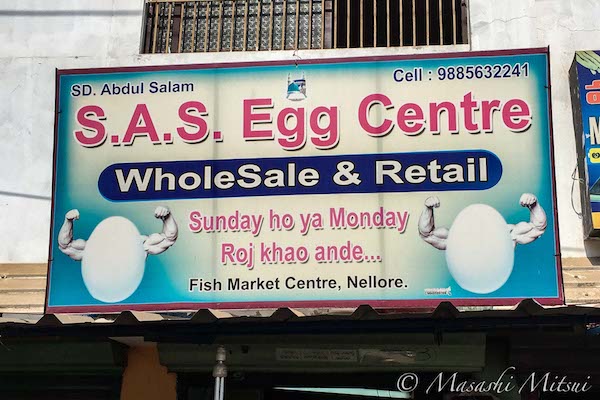 SD. Abdul Salam
Cell : 9885632241
S.A.S. Egg Centre
WholeSale & Retail
Sunday ho ya Monday
Roj khao ande...
Fish Market Centre, Nellore.
© Masashi Mitsui